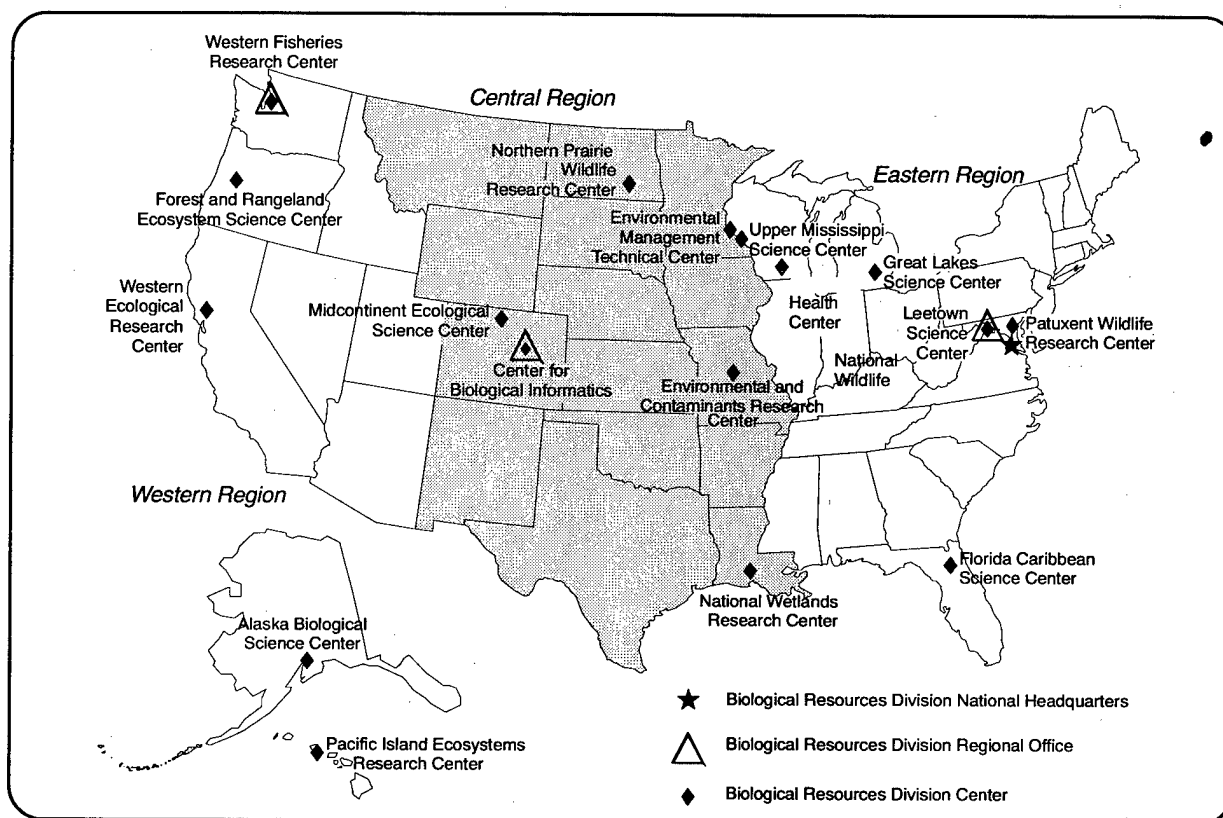 Western Fisheries
Research Center
Central Region
Northern Prairie
Wildlife
Research Center
Eastern Region
Forest and Rangeland
Ecosystem Science Center
Environmental
Management
Technical Center
Upper Mississippi
Science Center
Great Lakes
Science Center
Western
Ecological
Research
Center
Midcontinent Ecological
Science Center
Health
Center
Leetown
Science
Center
Patuxent Wildlife
Research Center
Center for
Biological Informatics
National
Wildlife
Environmental and
Contaminants Research
Center
Western Region
Florida Caribbean
Science Center
National Wetlands
Research Center
Alaska Biological
Science Center
Pacific Island Ecosystems
Research Center
Biological Resources Division National Headquarters
Biological Resources Division Regional Office
Biological Resources Division Center